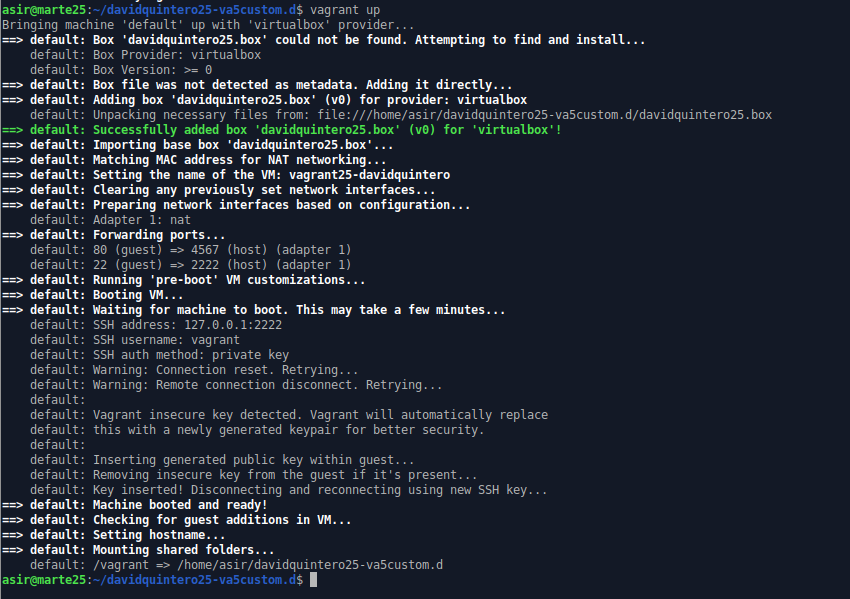 asir@marte25:~/davidquintero25-va5custom.d$ vagrant up
Bringing machine 'default' up with 'virtualbox' provider...
==> default: Box 'davidquintero25.box' could not be found. Attempting to find and install...
    default: Box Provider: virtualbox
    default: Box Version: >= 0
==> default: Box file was not detected as metadata. Adding it directly...
==> default: Adding box 'davidquintero25.box' (v0) for provider: virtualbox
    default: Unpacking necessary files from: file:///home/asir/davidquintero25-va5custom.d/davidquintero25.box
==> default: Successfully added box 'davidquintero25.box' (v0) for 'virtualbox'!
==> default: Importing base box 'davidquintero25.box'...
==> default: Matching MAC address for NAT networking...
==> default: Setting the name of the VM: vagrant25-davidquintero
==> default: Clearing any previously set network interfaces...
==> default: Preparing network interfaces based on configuration...
    default: Adapter 1: nat
==> default: Forwarding ports...
    default: 80 (guest) => 4567 (host) (adapter 1)
    default: 22 (guest) => 2222 (host) (adapter 1)
==> default: Running 'pre-boot' VM customizations...
==> default: Booting VM...
==> default: Waiting for machine to boot. This may take a few minutes...
    default: SSH address: 127.0.0.1:2222
    default: SSH username: vagrant
    default: SSH auth method: private key
    default: Warning: Connection reset. Retrying...
    default: Warning: Remote connection disconnect. Retrying...
    default:
    default: Vagrant insecure key detected. Vagrant will automatically replace
    default: this with a newly generated keypair for better security.
    default:
    default: Inserting generated public key within guest...
    default: Removing insecure key from the guest if it's present...
    default: Key inserted! Disconnecting and reconnecting using new SSH key...
==> default: Machine booted and ready!
==> default: Checking for guest additions in VM...
==> default: Setting hostname...
==> default: Mounting shared folders...
    default: /vagrant => /home/asir/davidquintero25-va5custom.d
asir@marte25:~/davidquintero25-va5custom.d$